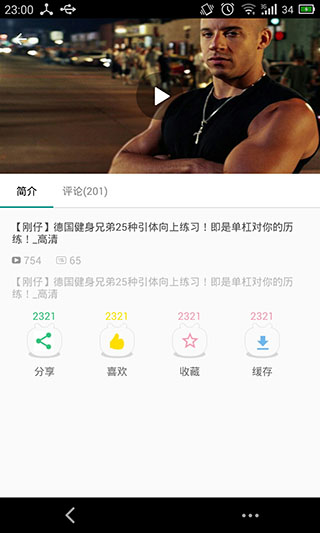 23:00
34
简介
评论(201)
【刚仔】德国健身兄弟25种引体向上练习！即是单杠对你的历
练！_高清
754
65
【刚仔】德国健身兄弟25种引体向上练习！即是单杠对你的历
练！_高清
2321 2321 2321 2321
分享 喜欢 收藏 缓存